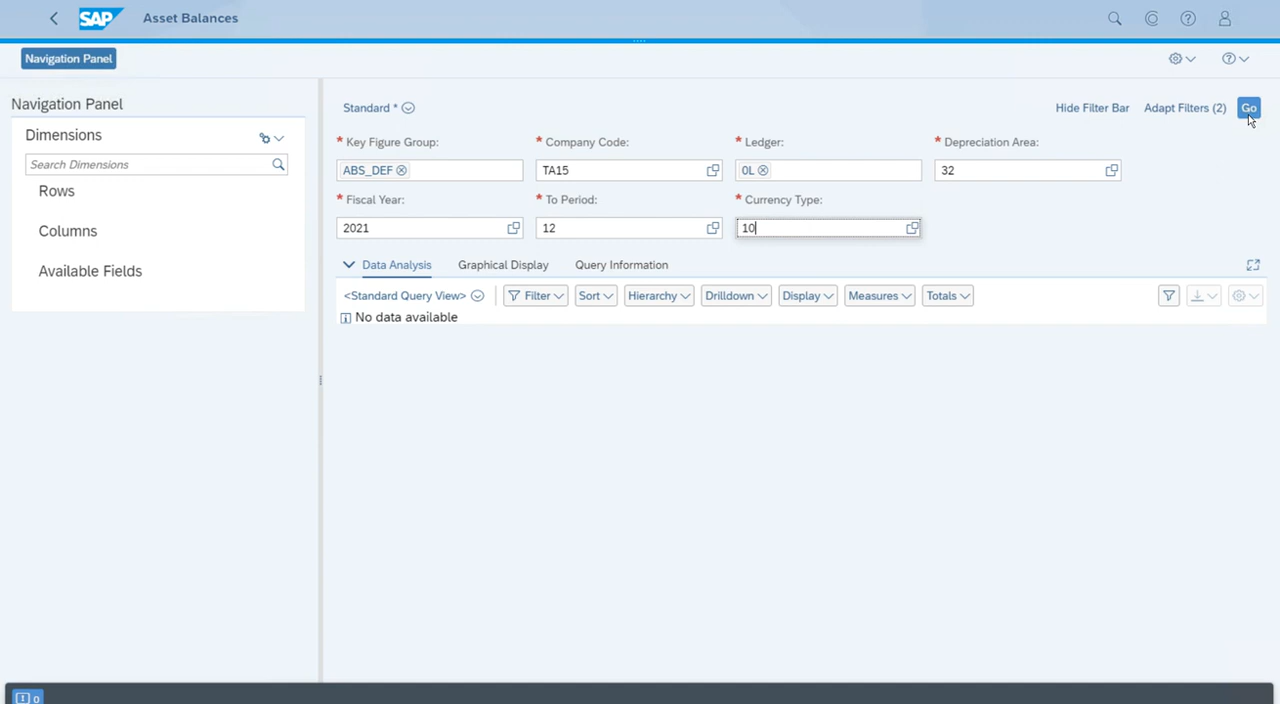 SAP Asset Balances
Navigation Panel
Navigation Panel
Dimensions
Search Dimensions
Rows
Columns
Available Fields
Standard * Hide Filter Bar Adapt Filters (2) Go
* Key Figure Group: * Company Code: * Ledger: * Depreciation Area:
ABS_DEF TA15 0L 32
* Fiscal Year: * To Period: * Currency Type:
2021 12 10
Data Analysis Graphical Display Query Information
<Standard Query View> Filter Sort Hierarchy Drilldown Display Measures Totals
No data available
0